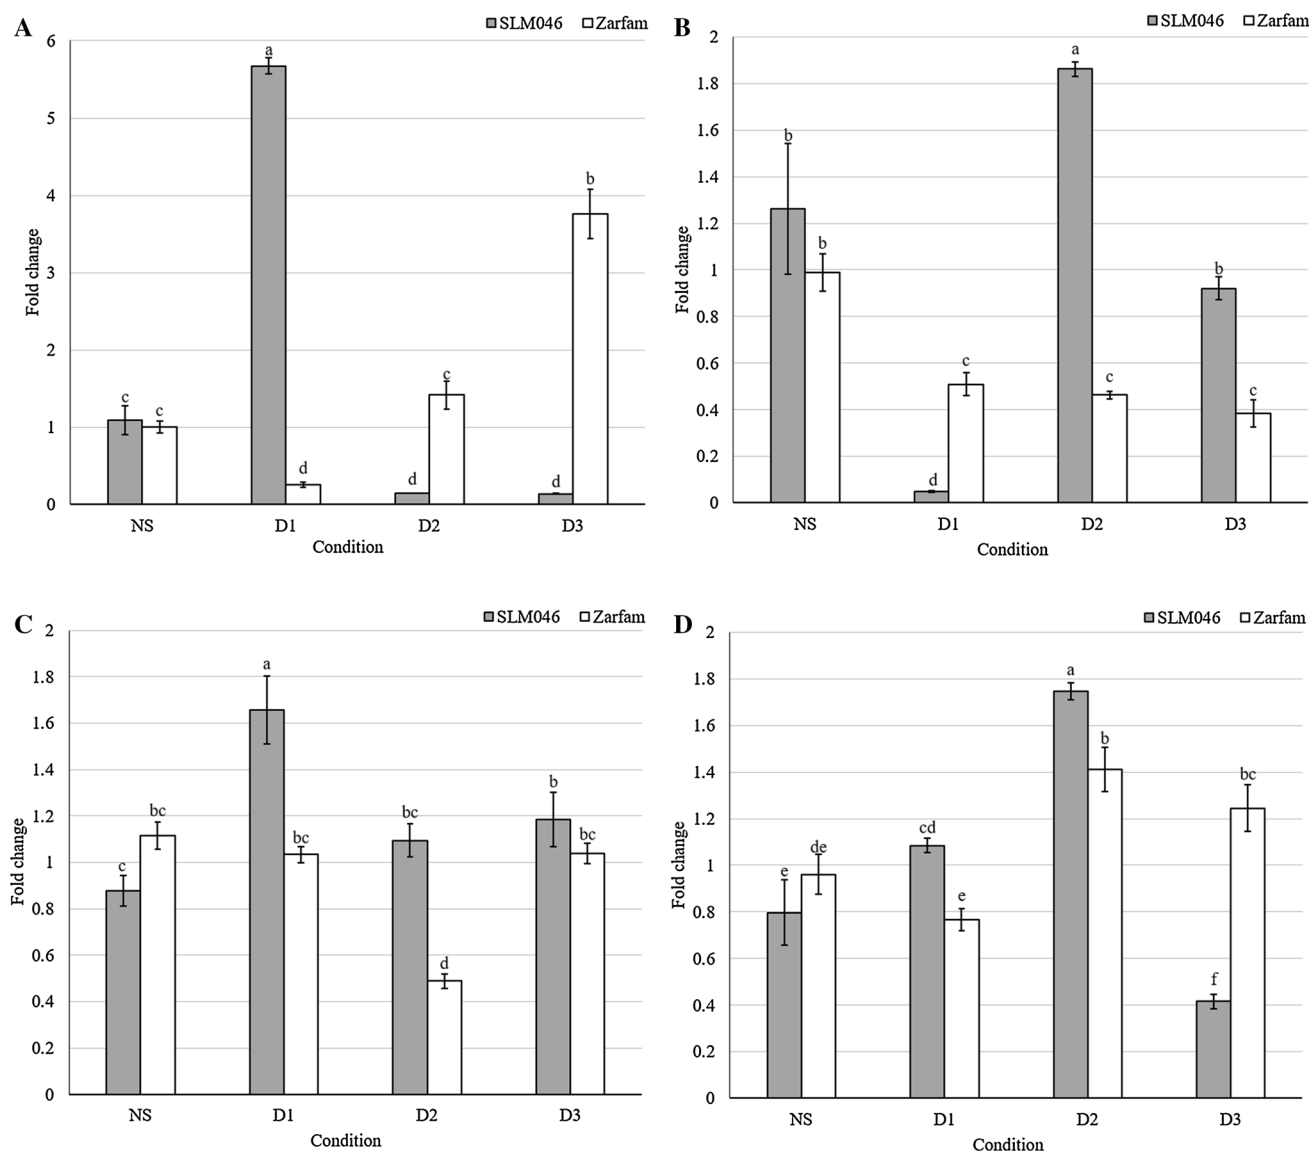 A
SLM046 Zarfam
6
5
4
3
2
1
0
Fold change
a
b
c
c
c
d
d
d
NS D1 D2 D3
Condition
B
SLM046 Zarfam
2
1.8
1.6
1.4
1.2
1
0.8
0.6
0.4
0.2
0
Fold change
a
b
b
b
c
c
c
d
NS D1 D2 D3
Condition
C
SLM046 Zarfam
2
1.8
1.6
1.4
1.2
1
0.8
0.6
0.4
0.2
0
Fold change
a
b
bc
bc
bc
bc
c
d
NS D1 D2 D3
Condition
D
SLM046 Zarfam
2
1.8
1.6
1.4
1.2
1
0.8
0.6
0.4
0.2
0
Fold change
a
b
bc
cd
de
e
e
f
NS D1 D2 D3
Condition